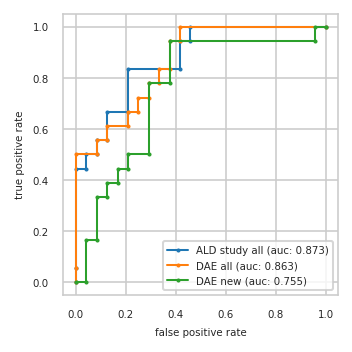 1.0
0.8
0.6
0.4
0.2
0.0
true positive rate
ALD study all (auc: 0.873)
DAE all (auc: 0.863)
DAE new (auc: 0.755)
0.0 0.2 0.4 0.6 0.8 1.0
false positive rate